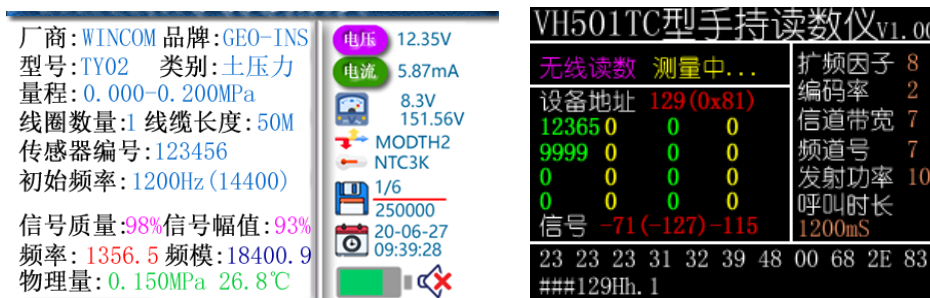 厂商:WINCOM 品牌:GEO-INS
型号:TY02 类别:土压力
量程:0.000-0.200MPa
线圈数量:1 线缆长度:50M
传感器编号:123456
初始频率:1200Hz(14400)
信号质量:98%信号幅值:93%
频率:1356.5 频模:18400.9
物理量:0.150MPa 26.8℃
电压 12.35V
电流 5.87mA
8.3V
151.56V
MODTH2
NTC3K
1/6
250000
20-06-27
09:39:28
VH501TC型手持读数仪V1.00
无线读数 测量中...
设备地址 129(0x81)
12365 0 0 0
9999 0 0 0
0 0 0 0
0 0 0 0
信号 -71(-127)-115
扩频因子 8
编码率 2
信道带宽 7
频道号 7
发射功率 10
呼叫时长
1200mS
23 23 23 31 32 39 48 00 68 2E 83
###129Hh.1